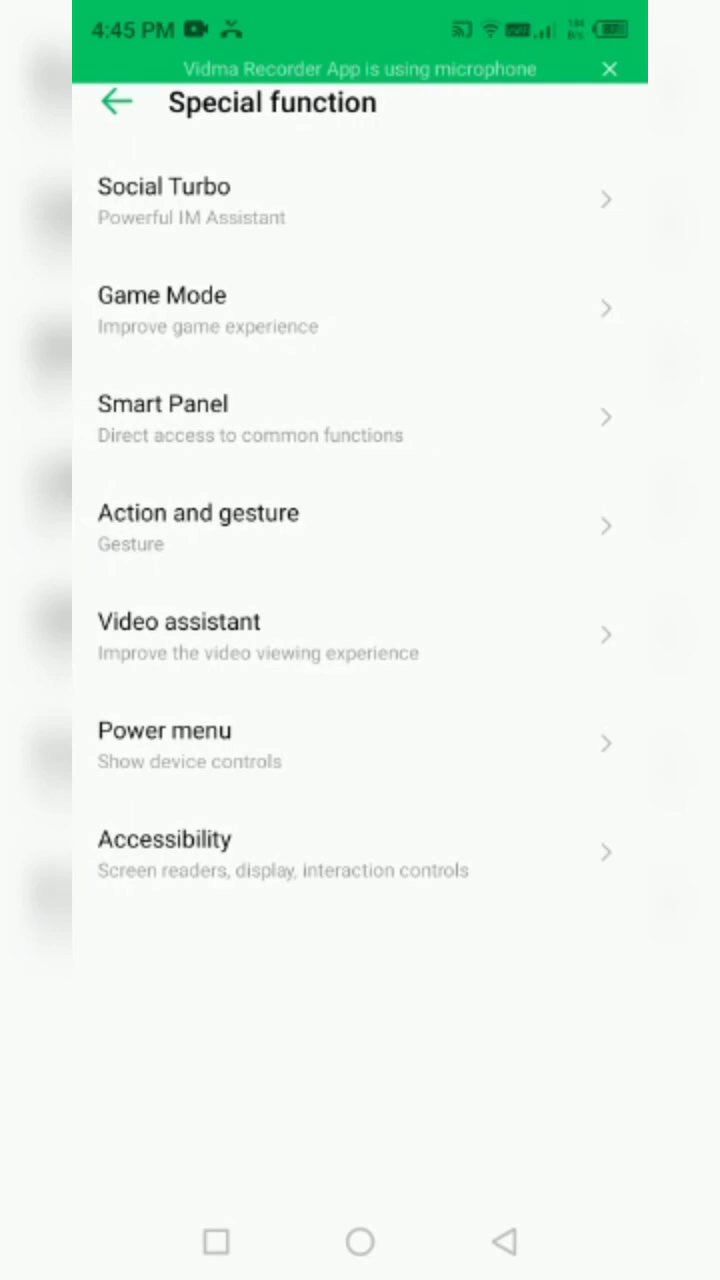 4:45 PM
Vidma Recorder App is using microphone
Special function
Social Turbo
Powerful IM Assistant
Game Mode
Improve game experience
Smart Panel
Direct access to common functions
Action and gesture
Gesture
Video assistant
Improve the video viewing experience
Power menu
Show device controls
Accessibility
Screen readers, display, interaction controls